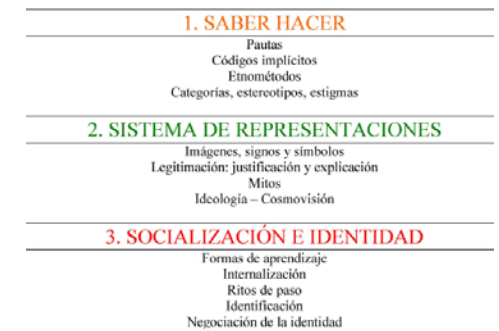 1. SABER HACER
Pautas
Códigos implícitos
Etnométodos
Categorías, estereotipos, estigmas
2. SISTEMA DE REPRESENTACIONES
Imágenes, signos y símbolos
Legitimación: justificación y explicación
Mitos
Ideología – Cosmovisión
3. SOCIALIZACIÓN E IDENTIDAD
Formas de aprendizaje
Internalización
Ritos de paso
Identificación
Negociación de la identidad